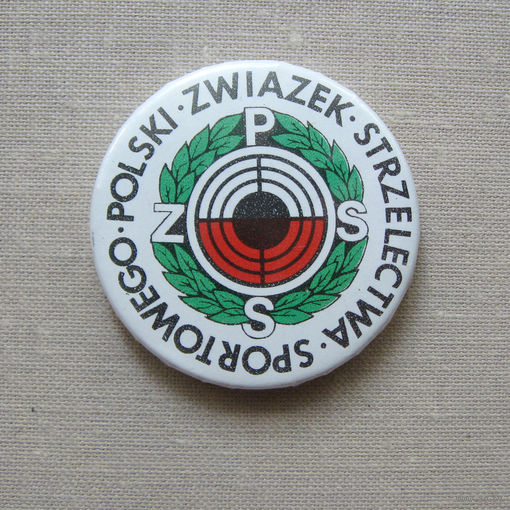 POLSKI · ZWIAZEK · STRZELECTWA · SPORTOWEGO ·
P
Z S
S